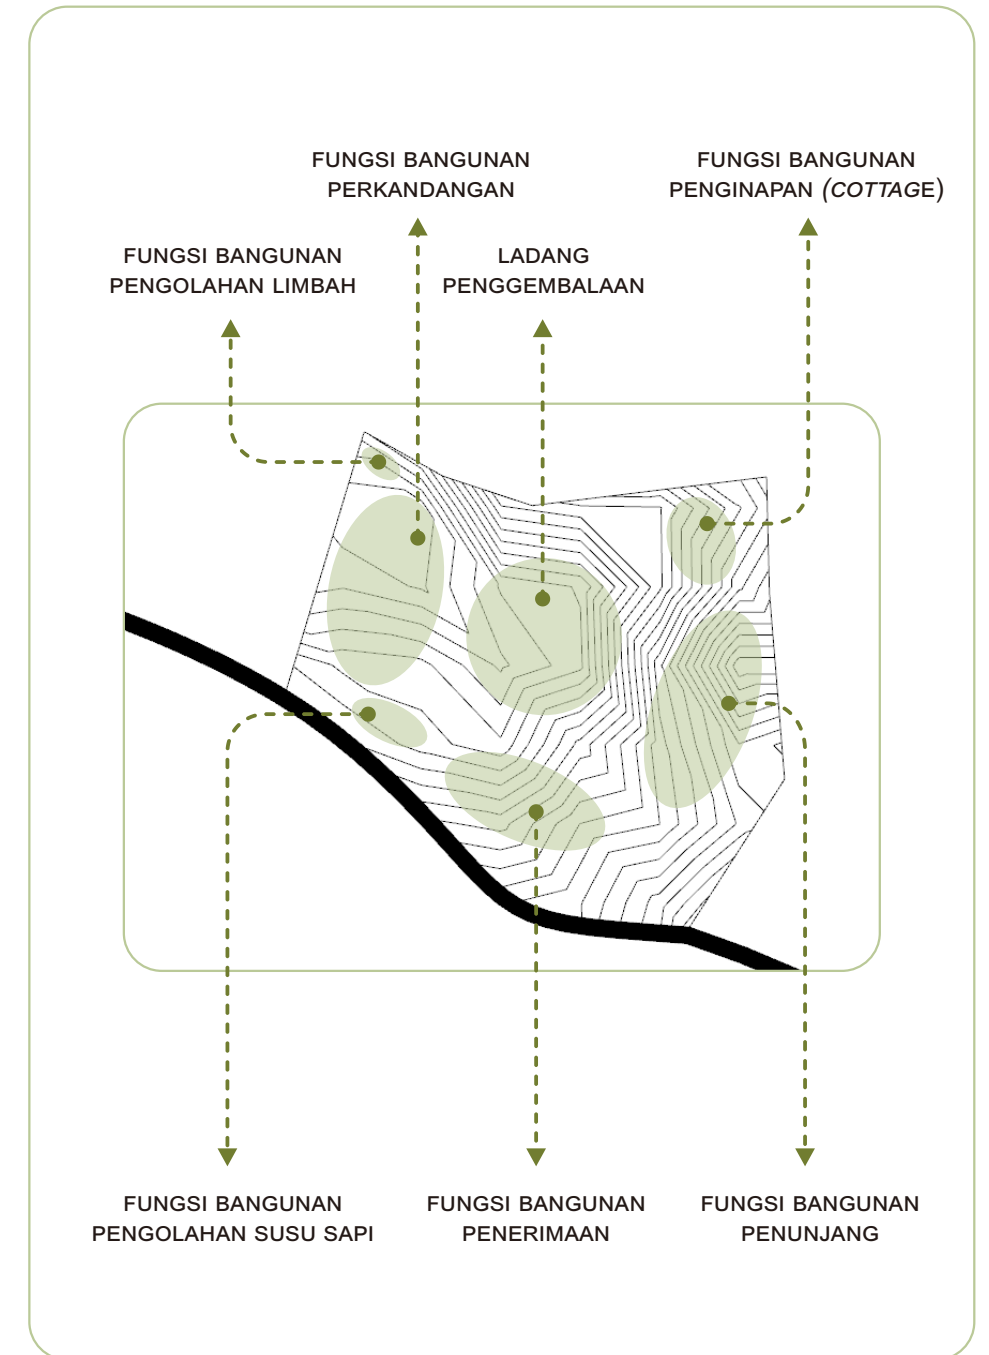 FUNGSI BANGUNAN
PERKANDANGAN
FUNGSI BANGUNAN
PENGINAPAN (COTTAGE)
FUNGSI BANGUNAN
PENGOLAHAN LIMBAH
LADANG
PENGGEMBALAAN
FUNGSI BANGUNAN
PENGOLAHAN SUSU SAPI
FUNGSI BANGUNAN
PENERIMAAN
FUNGSI BANGUNAN
PENUNJANG